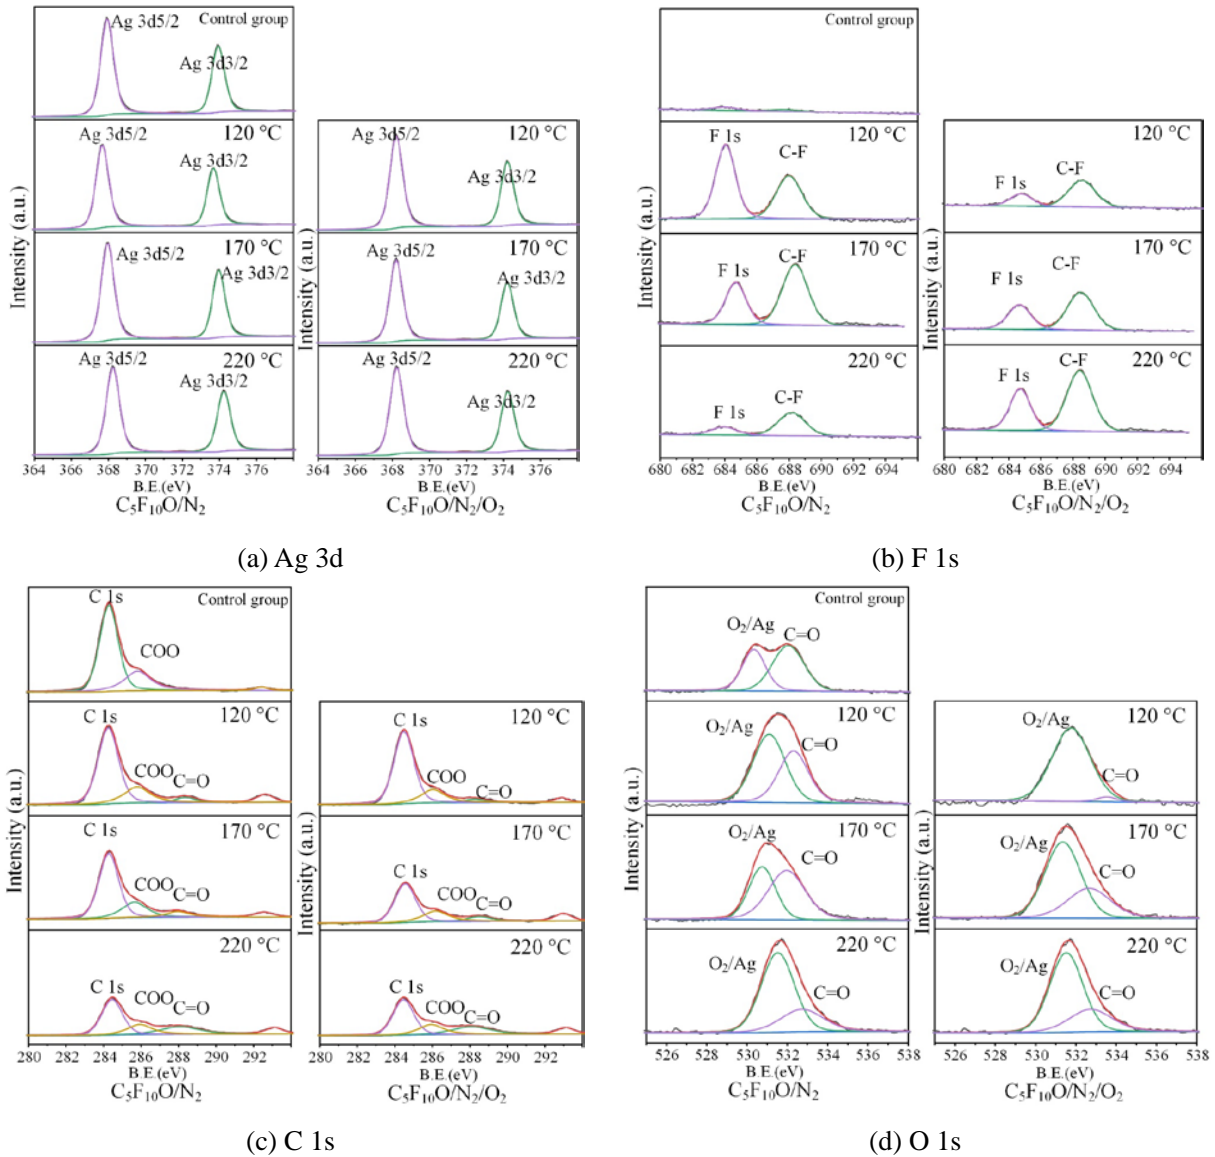 Ag 3d5/2
Control group
Ag 3d3/2
Ag 3d5/2
120 °C
Ag 3d3/2
Ag 3d5/2
120 °C
Ag 3d3/2
Ag 3d5/2
170 °C
Ag 3d3/2
Ag 3d5/2
170 °C
Ag 3d3/2
Ag 3d5/2
220 °C
Ag 3d3/2
Ag 3d5/2
220 °C
Ag 3d3/2
Intensity (a.u.)
Intensity (a.u.)
364 366 368 370 372 374 376
364 366 368 370 372 374 376
B.E.(eV)
B.E.(eV)
C₅F₁₀O/N₂
C₅F₁₀O/N₂/O₂
(a) Ag 3d
Control group
F 1s
120 °C
C-F
120 °C
F 1s
C-F
170 °C
F 1s
C-F
170 °C
F 1s
C-F
220 °C
F 1s
C-F
220 °C
F 1s
C-F
Intensity (a.u.)
Intensity (a.u.)
680 682 684 686 688 690 692 694
680 682 684 686 688 690 692 694
B.E.(eV)
B.E.(eV)
C₅F₁₀O/N₂
C₅F₁₀O/N₂/O₂
(b) F 1s
C 1s
Control group
COO
C 1s
120 °C
COO
C=O
C 1s
120 °C
COO
C=O
C 1s
170 °C
COO
C=O
170 °C
C 1s
COO
C=O
220 °C
C 1s
COO
C=O
220 °C
C 1s
COO
C=O
Intensity (a.u.)
Intensity (a.u.)
280 282 284 286 288 290 292
280 282 284 286 288 290 292
B.E.(eV)
B.E.(eV)
C₅F₁₀O/N₂
C₅F₁₀O/N₂/O₂
(c) C 1s
Control group
O₂/Ag
C=O
120 °C
O₂/Ag
C=O
O₂/Ag
120 °C
C=O
170 °C
O₂/Ag
C=O
170 °C
O₂/Ag
C=O
220 °C
O₂/Ag
C=O
220 °C
O₂/Ag
C=O
Intensity (a.u.)
Intensity (a.u.)
526 528 530 532 534 536 538
526 528 530 532 534 536 538
B.E.(eV)
B.E.(eV)
C₅F₁₀O/N₂
C₅F₁₀O/N₂/O₂
(d) O 1s